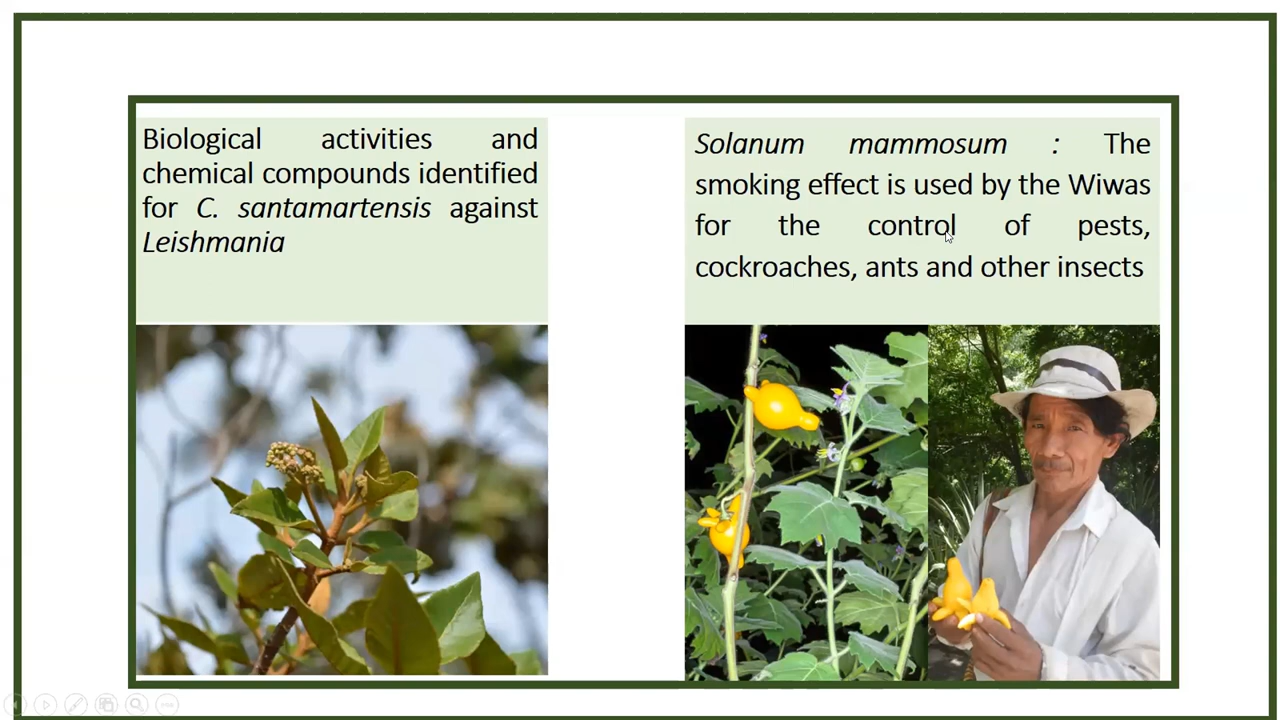 Biological activities and
chemical compounds identified
for C. santamartensis against
Leishmania
Solanum mammosum : The
smoking effect is used by the Wiwas
for the control of pests,
cockroaches, ants and other insects